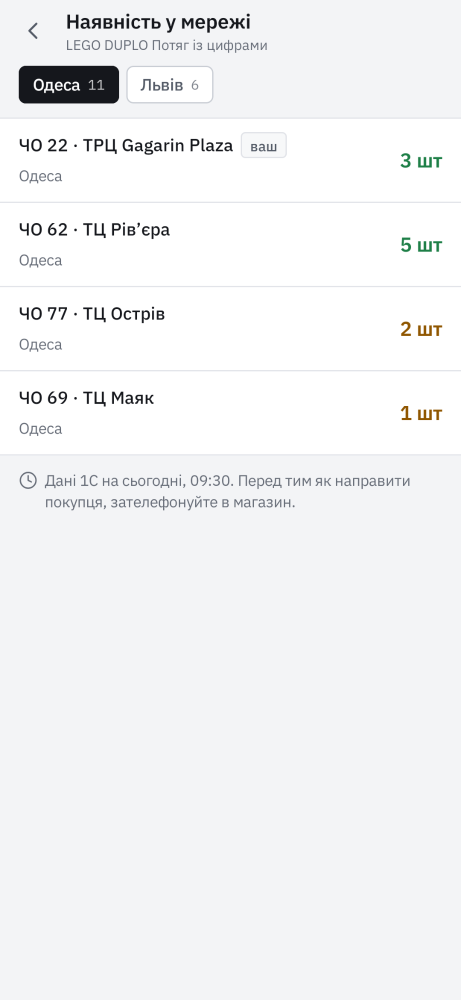 Наявність у мережі
LEGO DUPLO Потяг із цифрами
Одеса 11
Львів 6
ЧО 22 · ТРЦ Gagarin Plaza ваш
Одеса
3 шт
ЧО 62 · ТЦ Рів’єра
Одеса
5 шт
ЧО 77 · ТЦ Острів
Одеса
2 шт
ЧО 69 · ТЦ Маяк
Одеса
1 шт
Дані 1С на сьогодні, 09:30. Перед тим як направити
покупця, зателефонуйте в магазин.